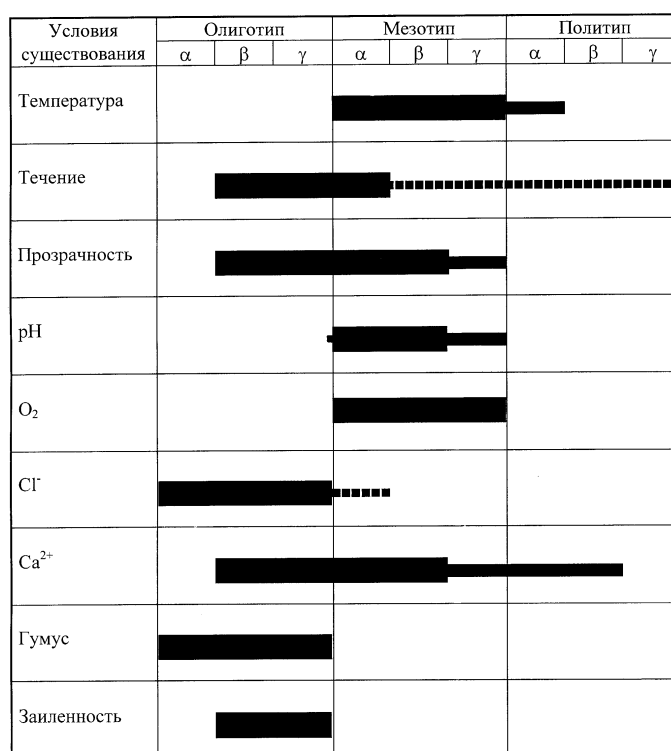 Условия существования
Олиготип Мезотип Политип
α β γ α β γ α β γ
Температура
Течение
Прозрачность
pH
O₂
Cl⁻
Ca²⁺
Гумус
Заиленность